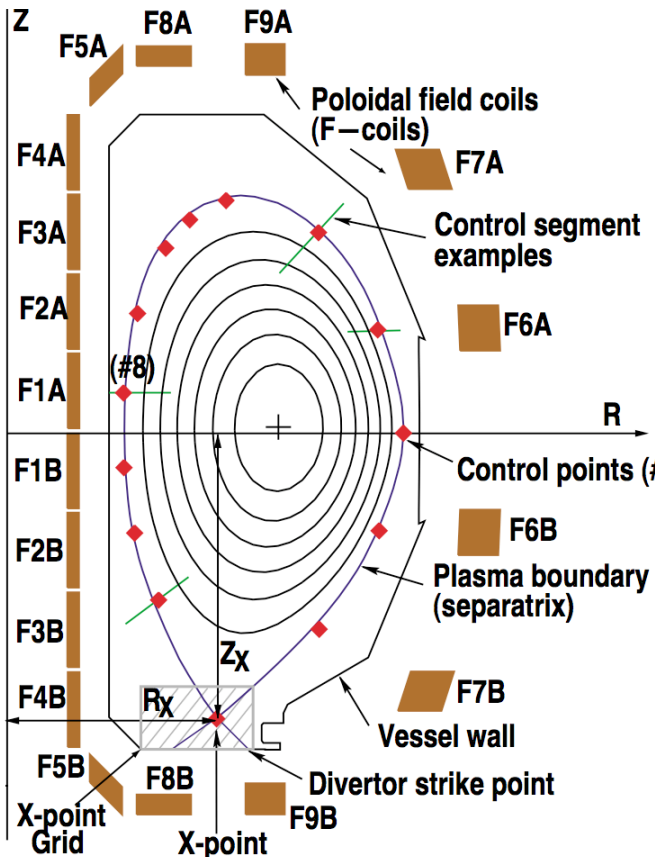 Z
F8A
F9A
F5A
Poloidal field coils
(F—coils)
F4A
F7A
F3A
Control segment
examples
F2A
F6A
(#8)
F1A
R
F1B
Control points (#
F2B
F6B
Plasma boundary
(separatrix)
F3B
ZX
F4B
RX
F7B
Vessel wall
F5B
F8B
Divertor strike point
X-point
Grid
F9B
X-point